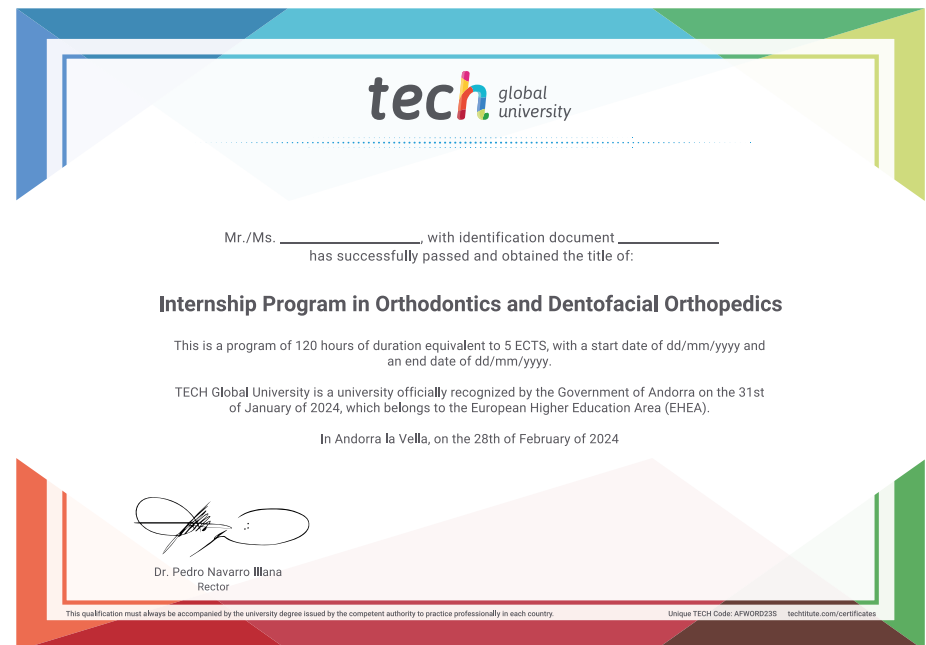 tech global university
Mr./Ms. ____________, with identification document ____________
has successfully passed and obtained the title of:
Internship Program in Orthodontics and Dentofacial Orthopedics
This is a program of 120 hours of duration equivalent to 5 ECTS, with a start date of dd/mm/yyyy and
an end date of dd/mm/yyyy.
TECH Global University is a university officially recognized by the Government of Andorra on the 31st
of January of 2024, which belongs to the European Higher Education Area (EHEA).
In Andorra la Vella, on the 28th of February of 2024
Dr. Pedro Navarro Illana
Rector
This qualification must always be accompanied by the university degree issued by the competent authority to practice professionally in each country.
Unique TECH Code: AFWORD23S techtitute.com/certificates